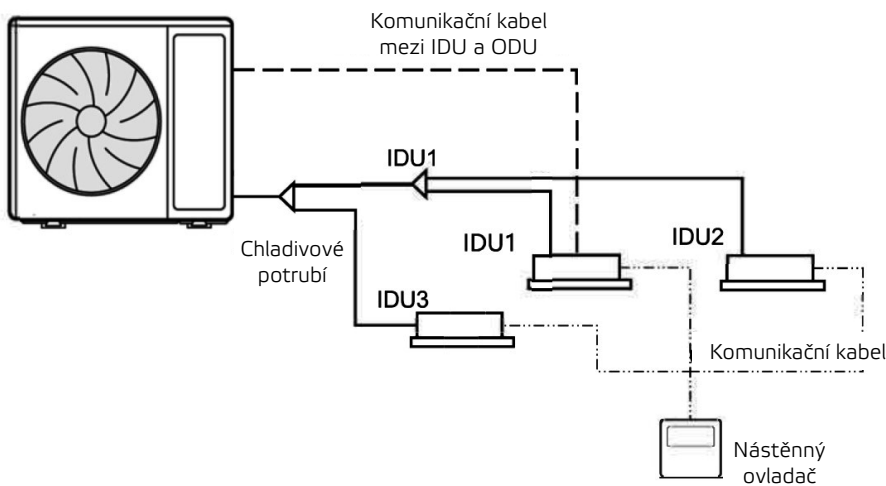 Komunikační kabel
mezi IDU a ODU
IDU1
IDU1
IDU2
Chladivové
potrubí
IDU3
Komunikační kabel
Nástěnný
ovladač